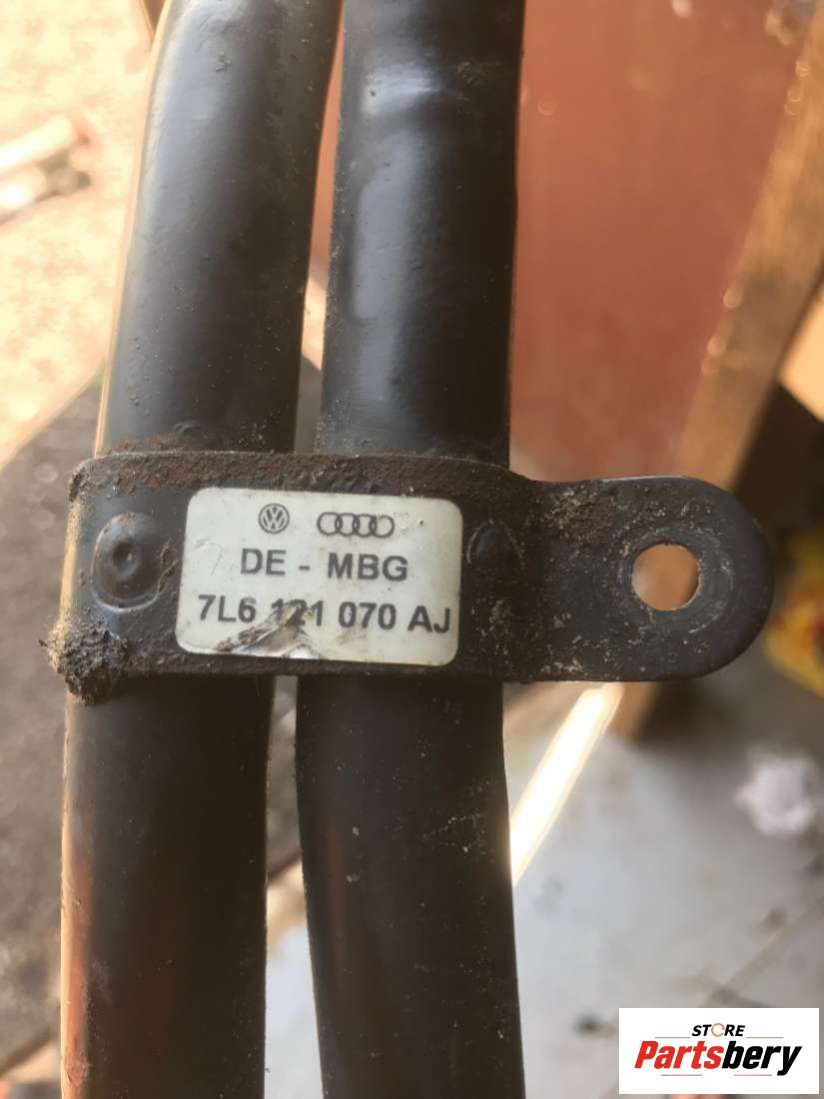 DE - MBG
7L6 121 070 AJ
STORE
Partsbery